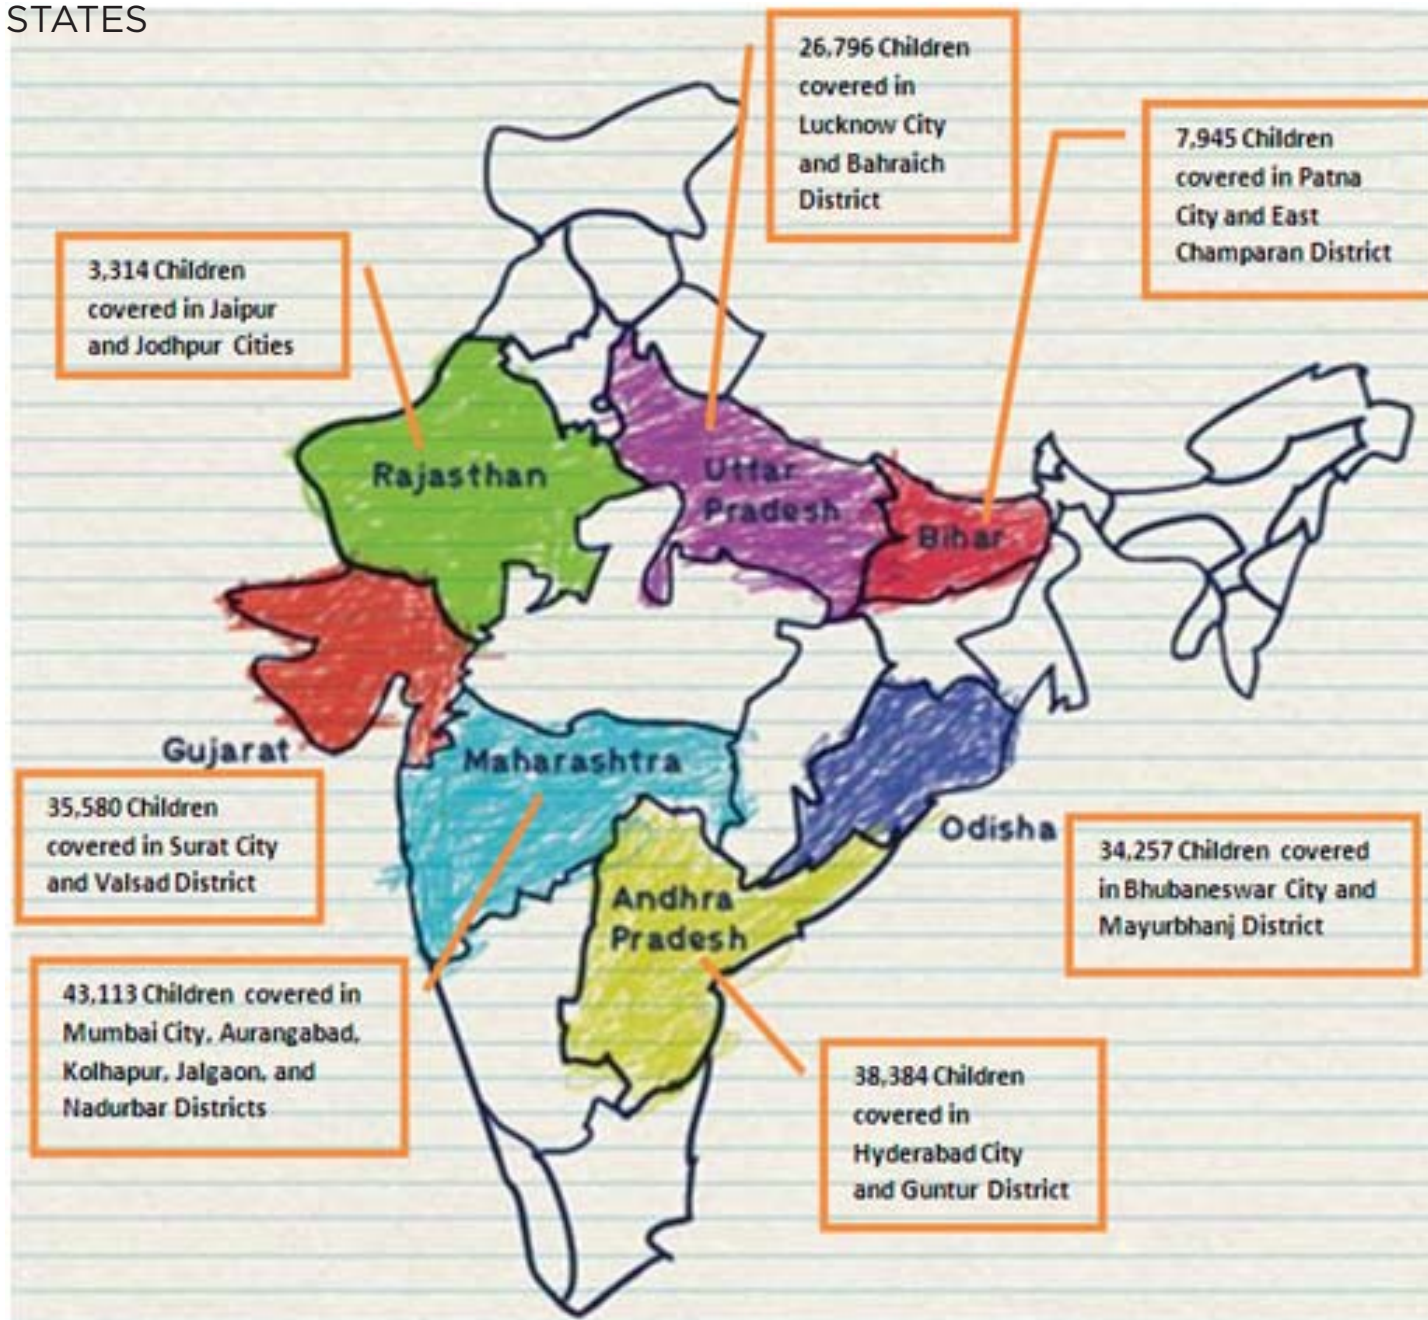 STATES
26,796 Children
covered in
Lucknow City
and Bahraich
District
7,945 Children
covered in Patna
City and East
Champaran District
3,314 Children
covered in Jaipur
and Jodhpur Cities
Rajasthan
Uttar
Pradesh
Bihar
Gujarat
35,580 Children
covered in Surat City
and Valsad District
Maharashtra
43,113 Children covered in
Mumbai City, Aurangabad,
Kolhapur, Jalgaon, and
Nadurbar Districts
Odisha
34,257 Children covered
in Bhubaneswar City and
Mayurbhanj District
Andhra
Pradesh
38,384 Children
covered in
Hyderabad City
and Guntur District